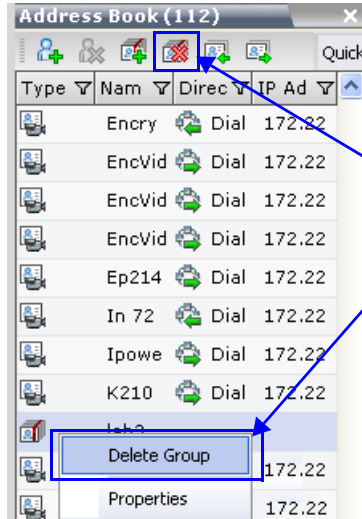 Address Book (112)
Quick
Type Nam Direc IP Ad
Encry Dial 172.22
EncVid Dial 172.22
EncVid Dial 172.22
EncVid Dial 172.22
Ep214 Dial 172.22
In 72 Dial 172.22
Ipowe Dial 172.22
K210 Dial 172.22
Delete Group
172.22
Properties
172.22